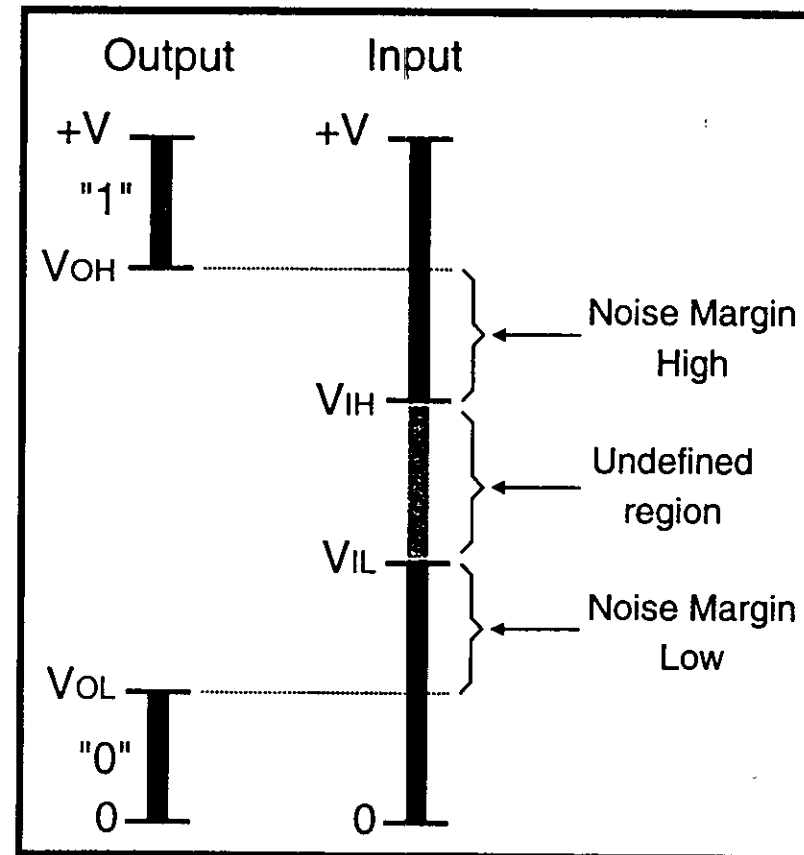 Output Input
+V +V
"1"
VOH
Noise Margin
High
VIH
Undefined
region
VIL
Noise Margin
Low
VOL
"0"
0 0